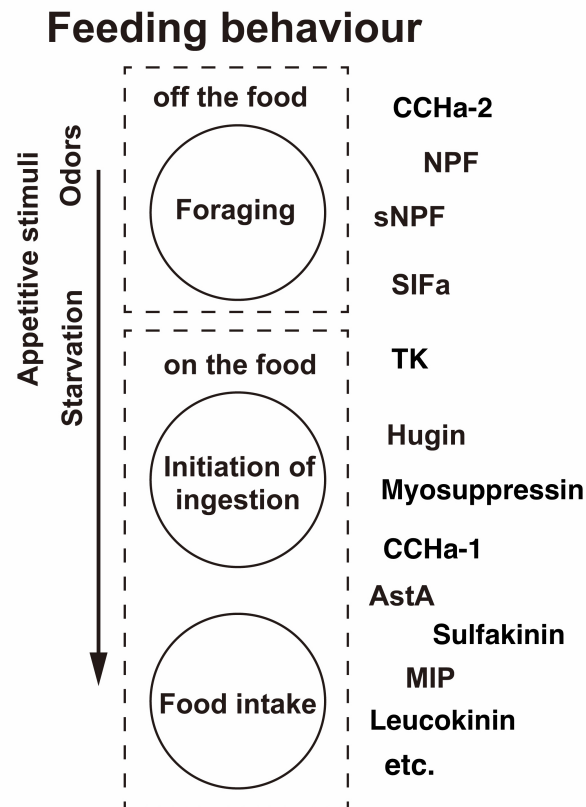 Feeding behaviour
Appetitive stimuli
Odors
Starvation
off the food
Foraging
on the food
Initiation of
ingestion
Food intake
CCHa-2
NPF
sNPF
SIFa
TK
Hugin
Myosuppressin
CCHa-1
AstA
Sulfakinin
MIP
Leucokinin
etc.